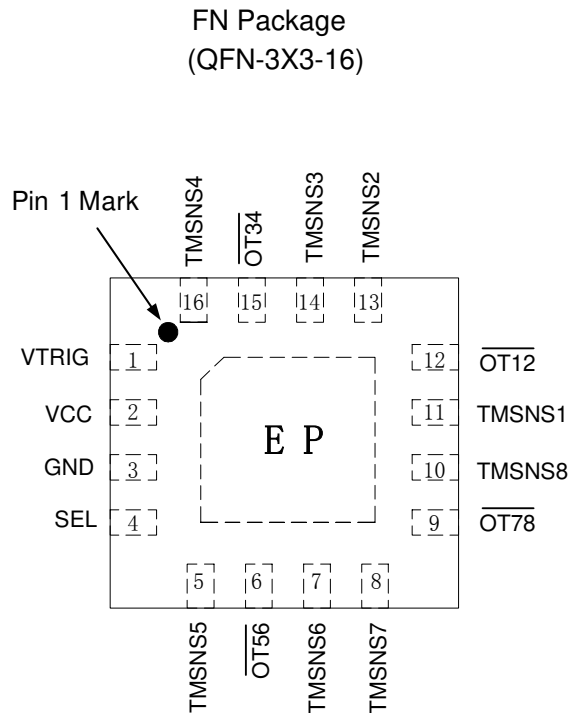 FN Package
(QFN-3X3-16)
Pin 1 Mark
TMSNS4
OT34
TMSNS3
TMSNS2
16
15
14
13
VTRIG
1
12
OT12
VCC
2
11
TMSNS1
E P
GND
3
10
TMSNS8
SEL
4
9
OT78
5
6
7
8
TMSNS5
OT56
TMSNS6
TMSNS7